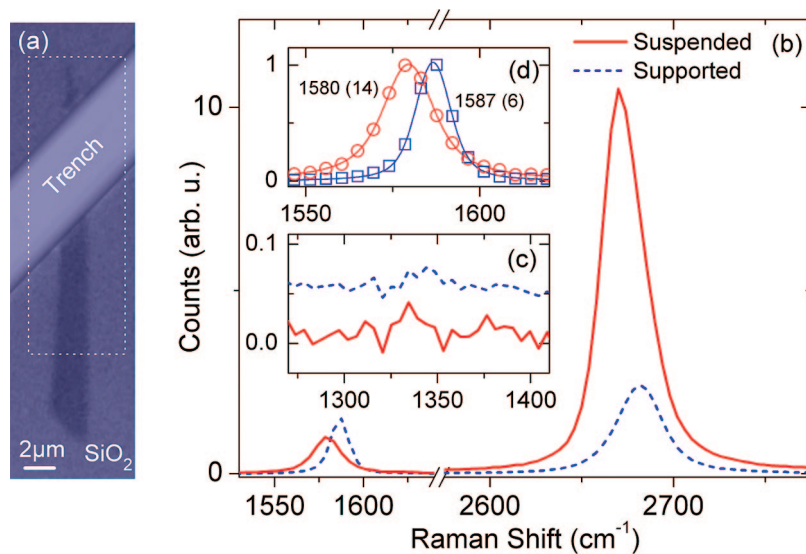 (a)
Trench
2μm
SiO2
Counts (arb. u.)
10
0
Suspended
Supported
(b)
(d)
1580 (14)
1587 (6)
1
0
1550
1600
(c)
0.1
0.0
1300
1350
1400
1550
1600
2600
2700
Raman Shift (cm-1)